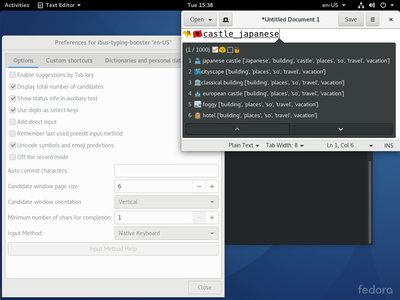 Activities Text Editor Tue 15:38 en-US
Preferences for ibus-typing-booster "en-US"
Options Custom shortcuts Dictionaries and personal dat
Enable suggestions by Tab key
Display total number of candidates
Show status info in auxiliary text
Use digits as select keys
Add direct input
Remember last used preedit input method
Unicode symbols and emoji predictions
Off the record mode
Auto commit characters:
Candidate window page size: 6
Candidate window orientation Vertical
Minimum number of chars for completion: 1
Input Method: Native Keyboard
Input Method Help
Close
Open *Untitled Document 1 Save
castle_japanese
(1 / 1000)
1 🏯 japanese castle ['japanese', 'building', 'castle', 'places', 'so', 'travel', 'vacation']
2 cityscape ['building', 'places', 'so', 'travel', 'vacation']
3 classical building ['building', 'places', 'so', 'travel', 'vacation']
4 european castle ['building', 'places', 'so', 'travel', 'vacation']
5 foggy ['building', 'places', 'so', 'travel', 'vacation']
6 hotel ['building', 'places', 'so', 'travel', 'vacation']
Plain Text Tab Width: 8 Ln 1, Col 6 INS
fedora